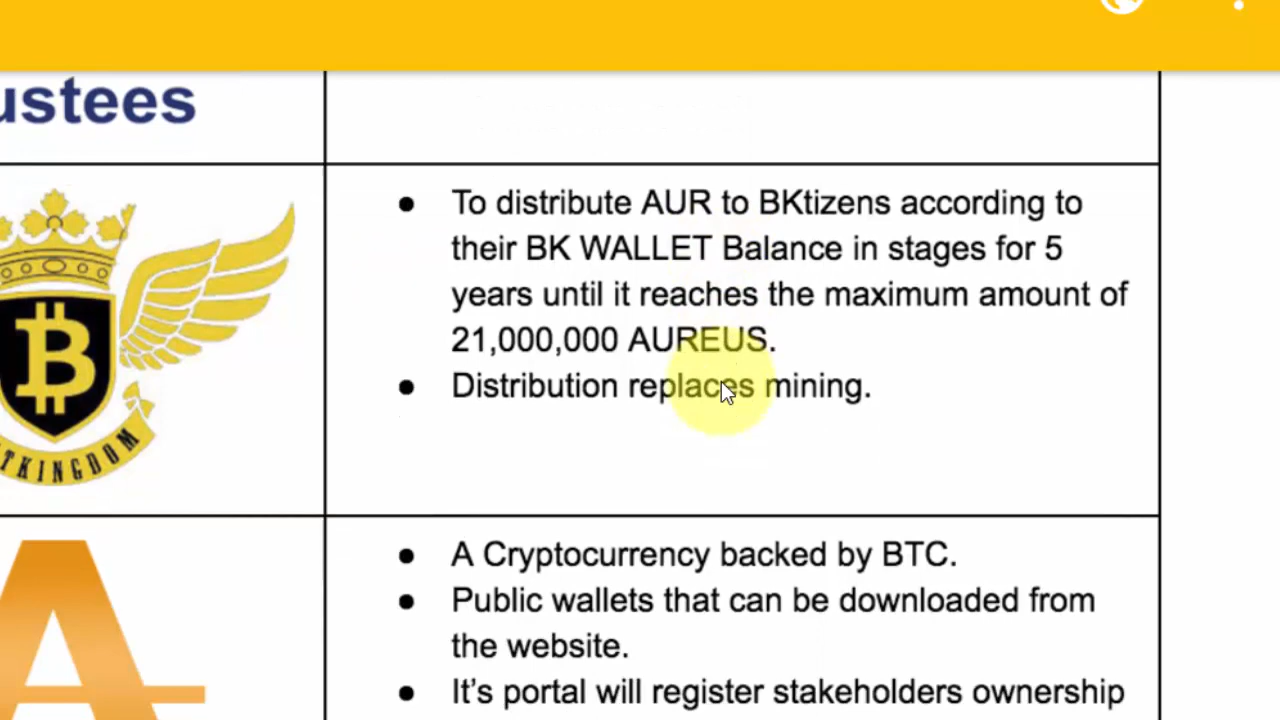 ustees
To distribute AUR to BKtizens according to
their BK WALLET Balance in stages for 5
years until it reaches the maximum amount of
21,000,000 AUREUS.
Distribution replaces mining.
TKINGDOM
A Cryptocurrency backed by BTC.
Public wallets that can be downloaded from
the website.
It’s portal will register stakeholders ownership